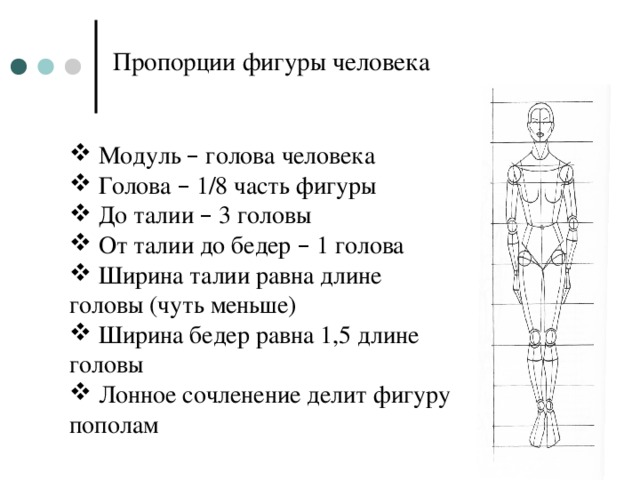 Пропорции фигуры человека
❖ Модуль – голова человека
❖ Голова – 1/8 часть фигуры
❖ До талии – 3 головы
❖ От талии до бедер – 1 голова
❖ Ширина талии равна длине
головы (чуть меньше)
❖ Ширина бедер равна 1,5 длине
головы
❖ Лонное сочленение делит фигуру
пополам